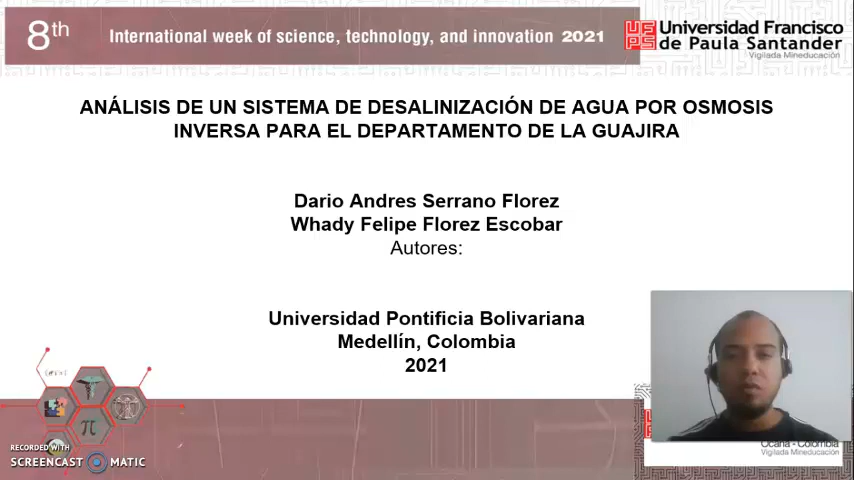 8th
International week of science, technology, and innovation 2021
UF
PS
Universidad Francisco
de Paula Santander
Vigilada Mineducación
ANÁLISIS DE UN SISTEMA DE DESALINIZACIÓN DE AGUA POR OSMOSIS
INVERSA PARA EL DEPARTAMENTO DE LA GUAJIRA
Dario Andres Serrano Florez
Whady Felipe Florez Escobar
Autores:
Universidad Pontificia Bolivariana
Medellín, Colombia
2021
π
RECORDED WITH
SCREENCAST MATIC
Ocaña - Colombia
Vigilada Mineducación